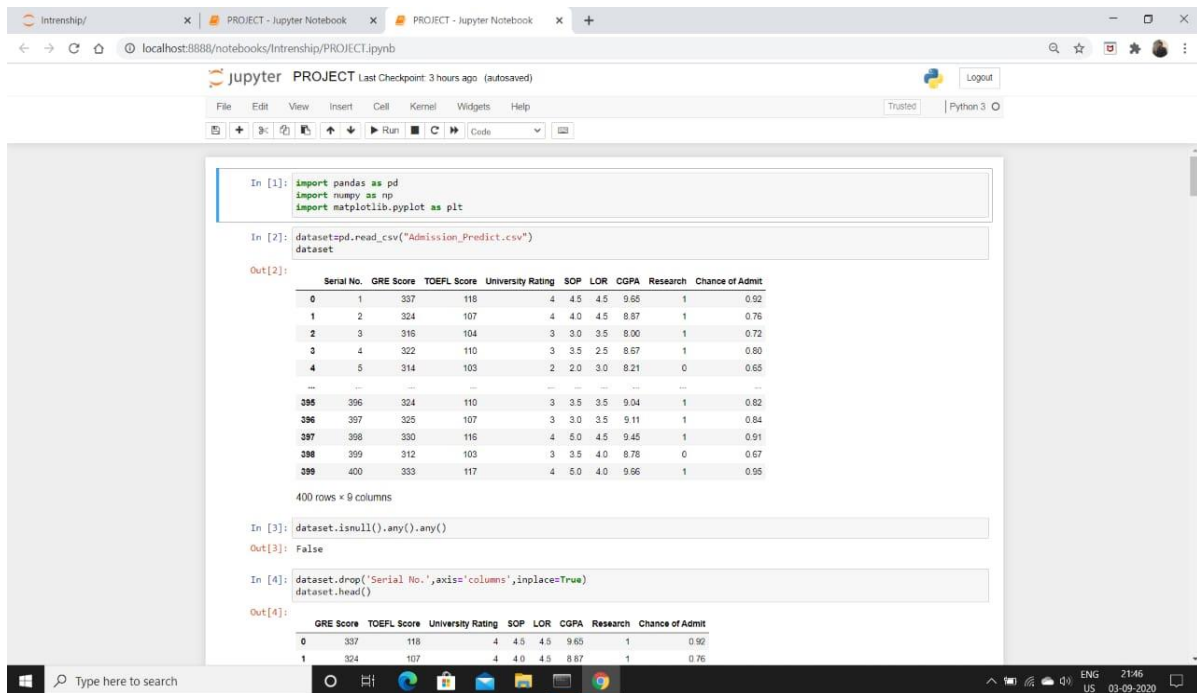 Intrenship/ PROJECT - Jupyter Notebook PROJECT - Jupyter Notebook
localhost:8888/notebooks/Intrenship/PROJECT.ipynb
jupyter PROJECT Last Checkpoint: 3 hours ago (autosaved) Logout
File Edit View Insert Cell Kernel Widgets Help Trusted Python 3
Run Code
In [1]: import pandas as pd
import numpy as np
import matplotlib.pyplot as plt
In [2]: dataset=pd.read_csv("Admission_Predict.csv")
dataset
Out[2]:
Serial No. GRE Score TOEFL Score University Rating SOP LOR CGPA Research Chance of Admit
0 1 337 118 4 4.5 4.5 9.65 1 0.92
1 2 324 107 4 4.0 4.5 8.87 1 0.76
2 3 316 104 3 3.0 3.5 8.00 1 0.72
3 4 322 110 3 3.5 2.5 8.67 1 0.80
4 5 314 103 2 2.0 3.0 8.21 0 0.65
... ... ... ... ... ... ... ... ... ...
395 396 324 110 3 3.5 3.5 9.04 1 0.82
396 397 325 107 3 3.0 3.5 9.11 1 0.84
397 398 330 116 4 5.0 4.5 9.45 1 0.91
398 399 312 103 3 3.5 4.0 8.78 0 0.67
399 400 333 117 4 5.0 4.0 9.66 1 0.95
400 rows × 9 columns
In [3]: dataset.isnull().any().any()
Out[3]: False
In [4]: dataset.drop('Serial No.',axis='columns',inplace=True)
dataset.head()
Out[4]:
GRE Score TOEFL Score University Rating SOP LOR CGPA Research Chance of Admit
0 337 118 4 4.5 4.5 9.65 1 0.92
1 324 107 4 4.0 4.5 8.87 1 0.76
Type here to search ENG 21:46
US 03-09-2020